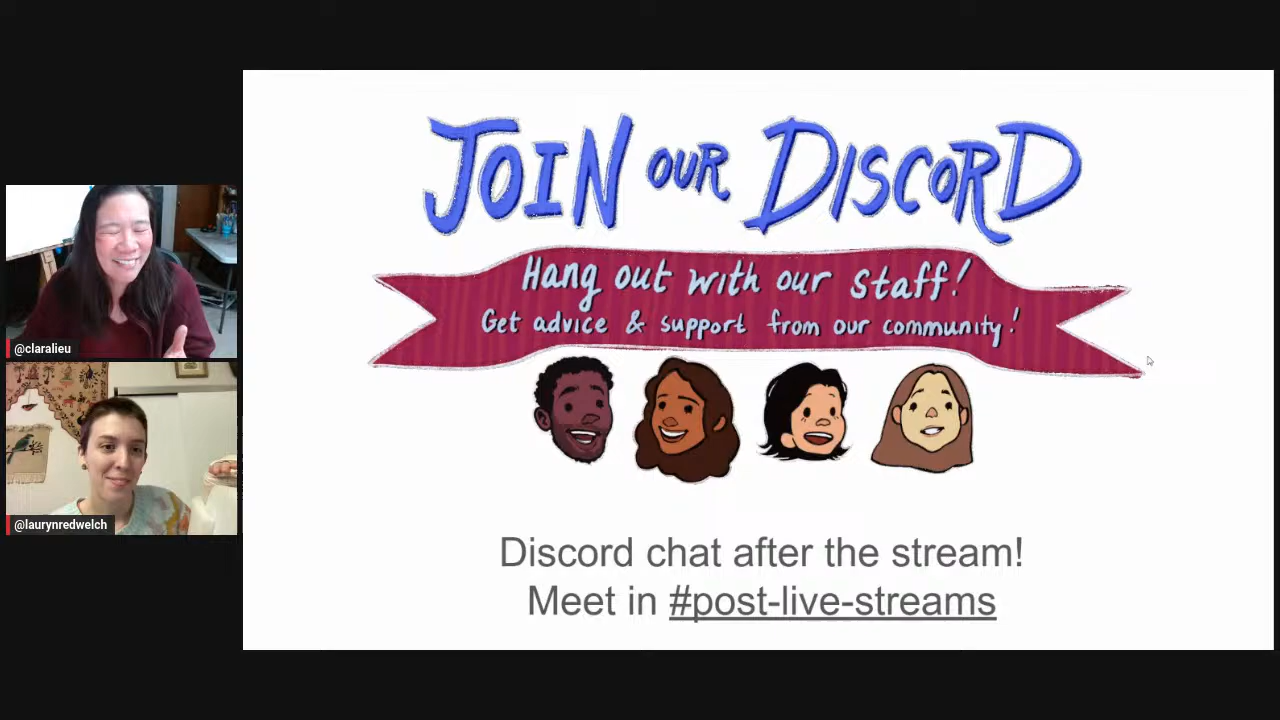 JOIN OUR DISCORD
Hang out with our staff!
Get advice & support from our community!
@claralieu
@laurynredwelch
Discord chat after the stream!
Meet in #post-live-streams